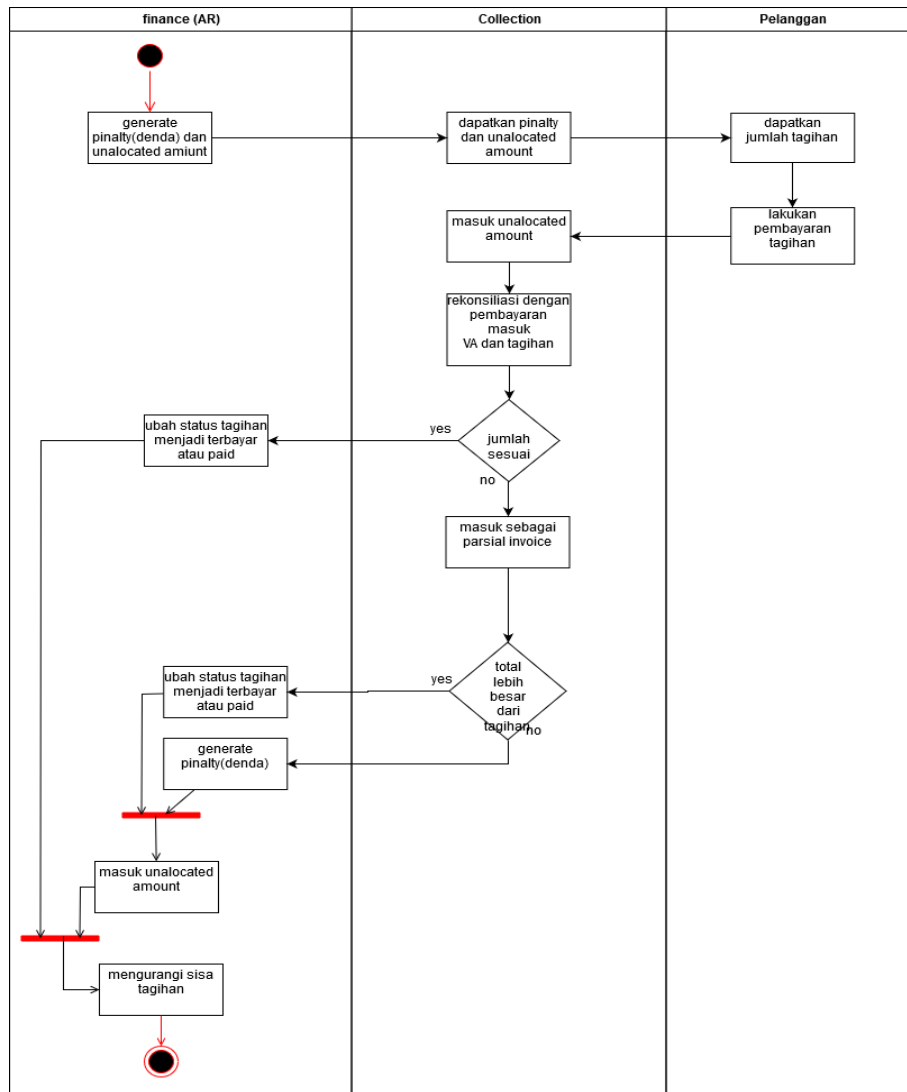 finance (AR)
Collection
Pelanggan
generate
pinalty(denda) dan
unalocated amiunt
dapatkan pinalty
dan unalocated
amount
dapatkan
jumlah tagihan
masuk unalocated
amount
lakukan
pembayaran
tagihan
rekonsiliasi dengan
pembayaran
masuk
VA dan tagihan
ubah status tagihan
menjadi terbayar
atau paid
yes
jumlah
sesuai
no
masuk sebagai
parsial invoice
ubah status tagihan
menjadi terbayar
atau paid
yes
total
lebih
besar
dari
tagihan
no
generate
pinalty(denda)
masuk unalocated
amount
mengurangi sisa
tagihan